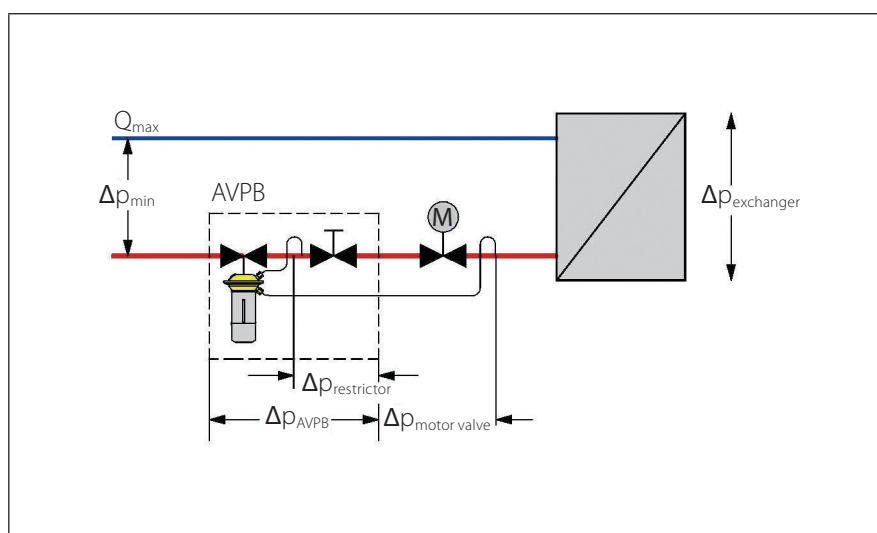 Qmax
Δpmin
AVPB
M
Δpexchanger
Δprestrictor
ΔpAVPB
Δpmotor valve